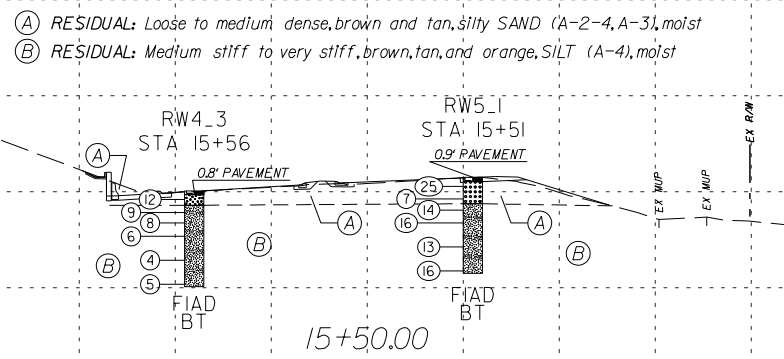 A RESIDUAL: Loose to medium dense, brown and tan, silty SAND (A-2-4, A-3), moist
B RESIDUAL: Medium stiff to very stiff, brown, tan, and orange, SILT (A-4), moist
RW4_3
STA 15+56
RW5_1
STA 15+51
EX R/W
A
0.8' PAVEMENT
0.9' PAVEMENT
EX MUP
EX MUP
12
9
8
6
4
5
25
7
14
16
13
16
A
A
B
B
B
FIAD
BT
FIAD
BT
15+50.00